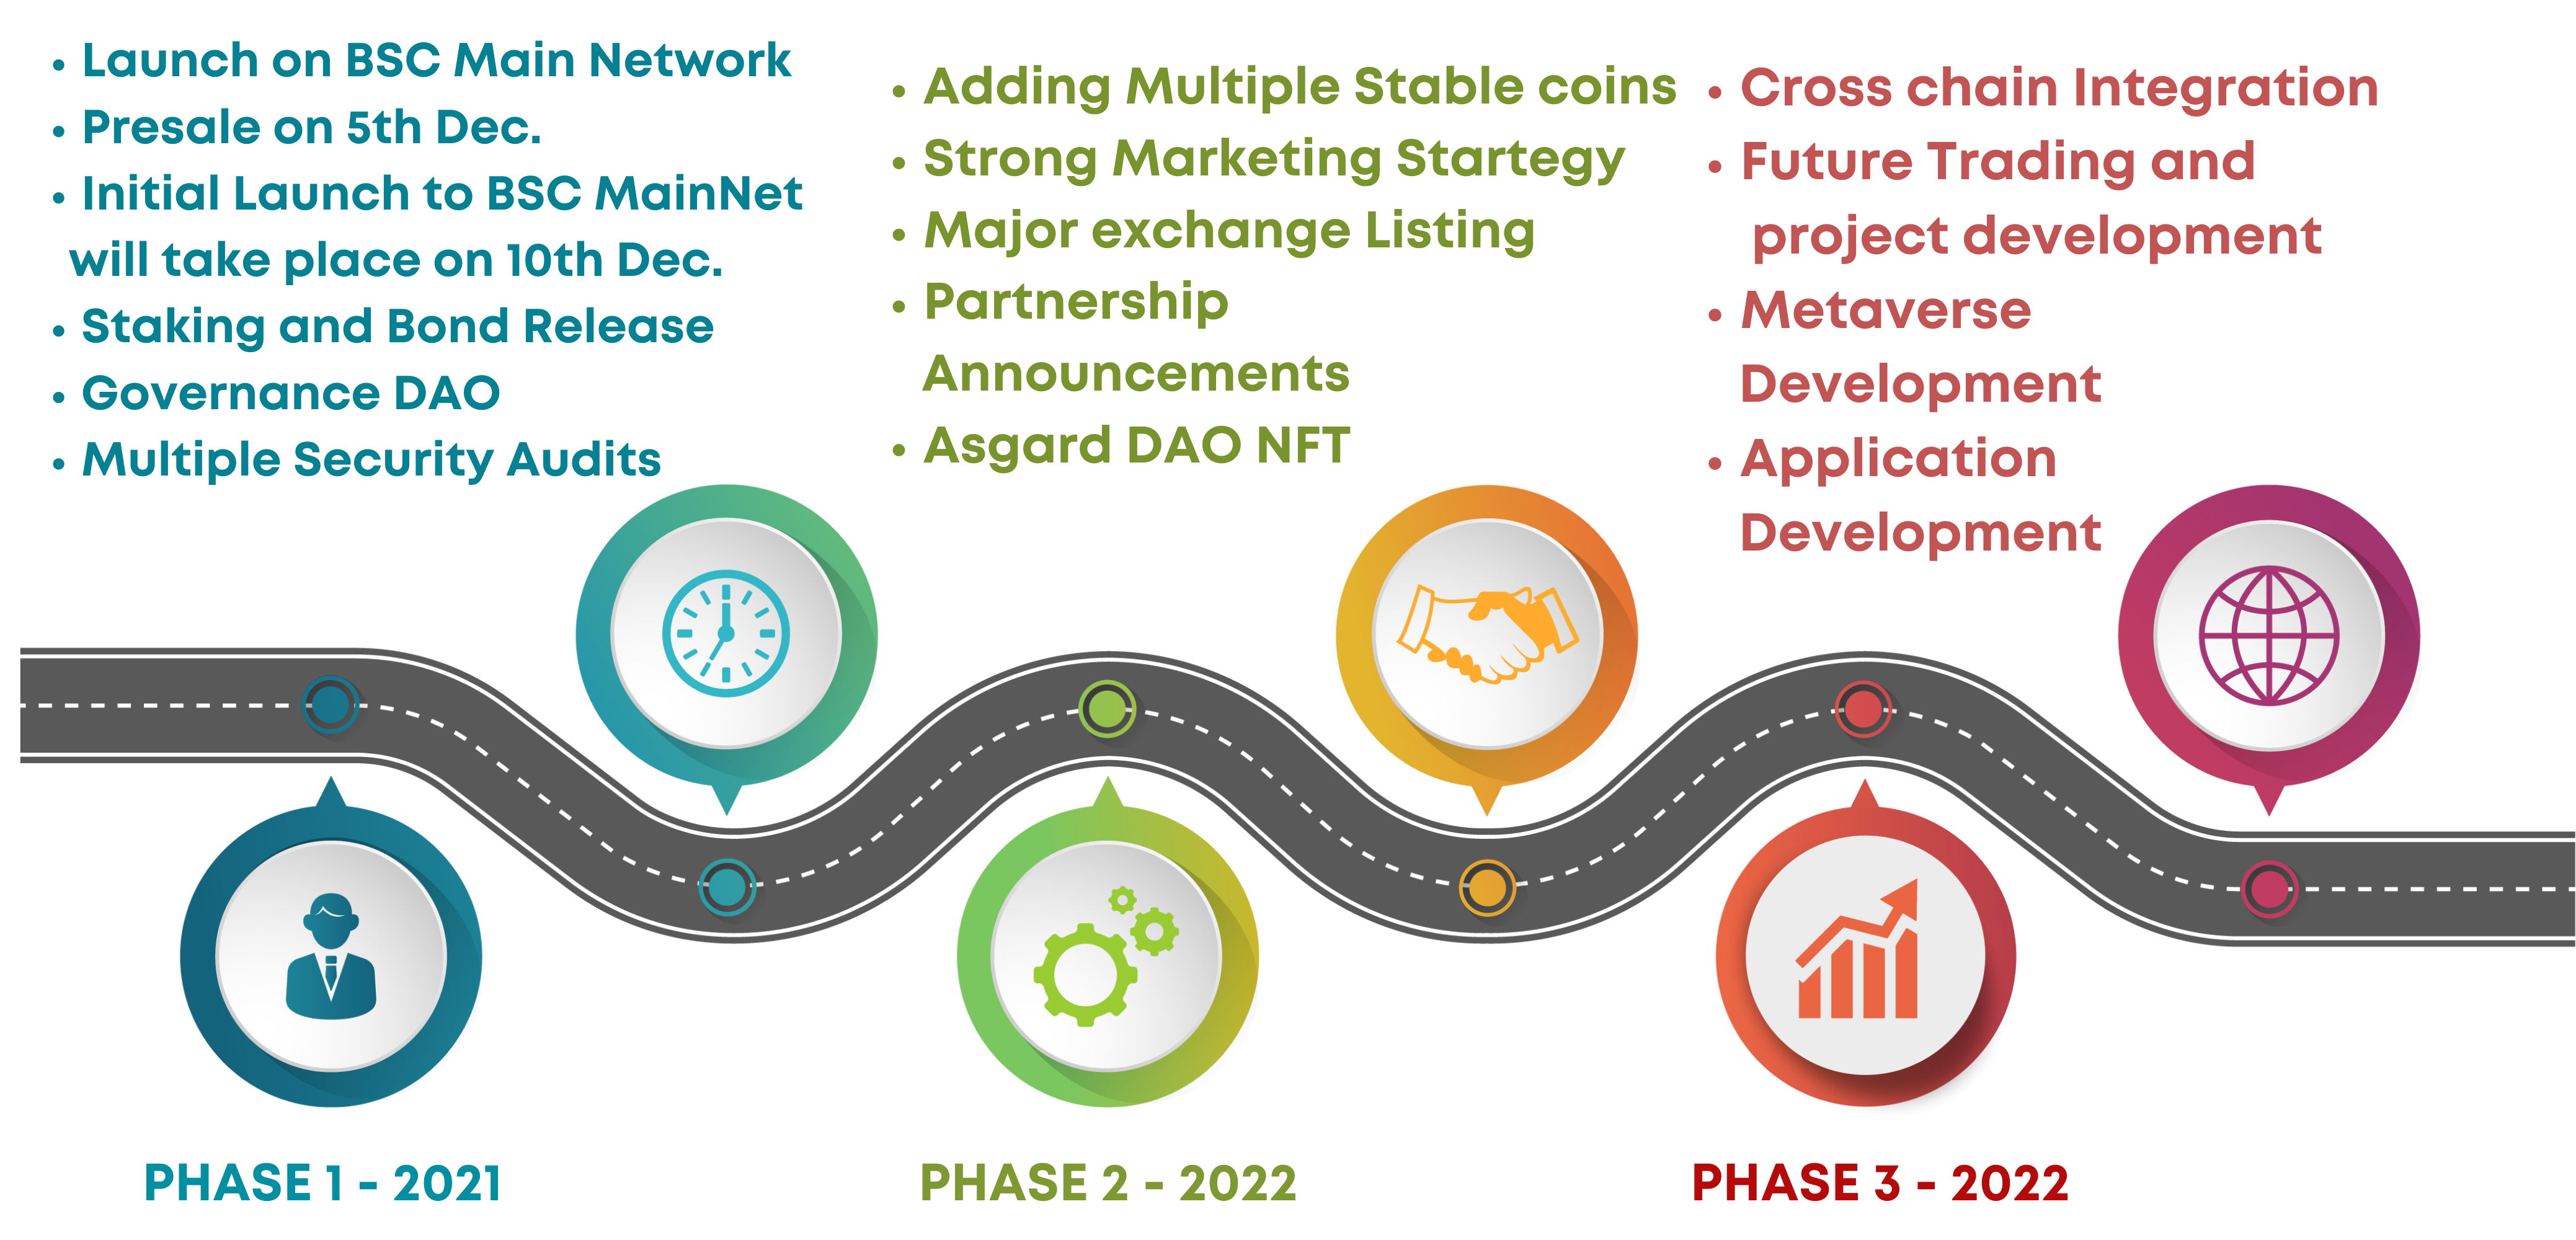 • Launch on BSC Main Network
• Presale on 5th Dec.
• Initial Launch to BSC MainNet
will take place on 10th Dec.
• Staking and Bond Release
• Governance DAO
• Multiple Security Audits
• Adding Multiple Stable coins
• Strong Marketing Startegy
• Major exchange Listing
• Partnership
Announcements
• Asgard DAO NFT
• Cross chain Integration
• Future Trading and
project development
• Metaverse
Development
• Application
Development
PHASE 1 - 2021
PHASE 2 - 2022
PHASE 3 - 2022